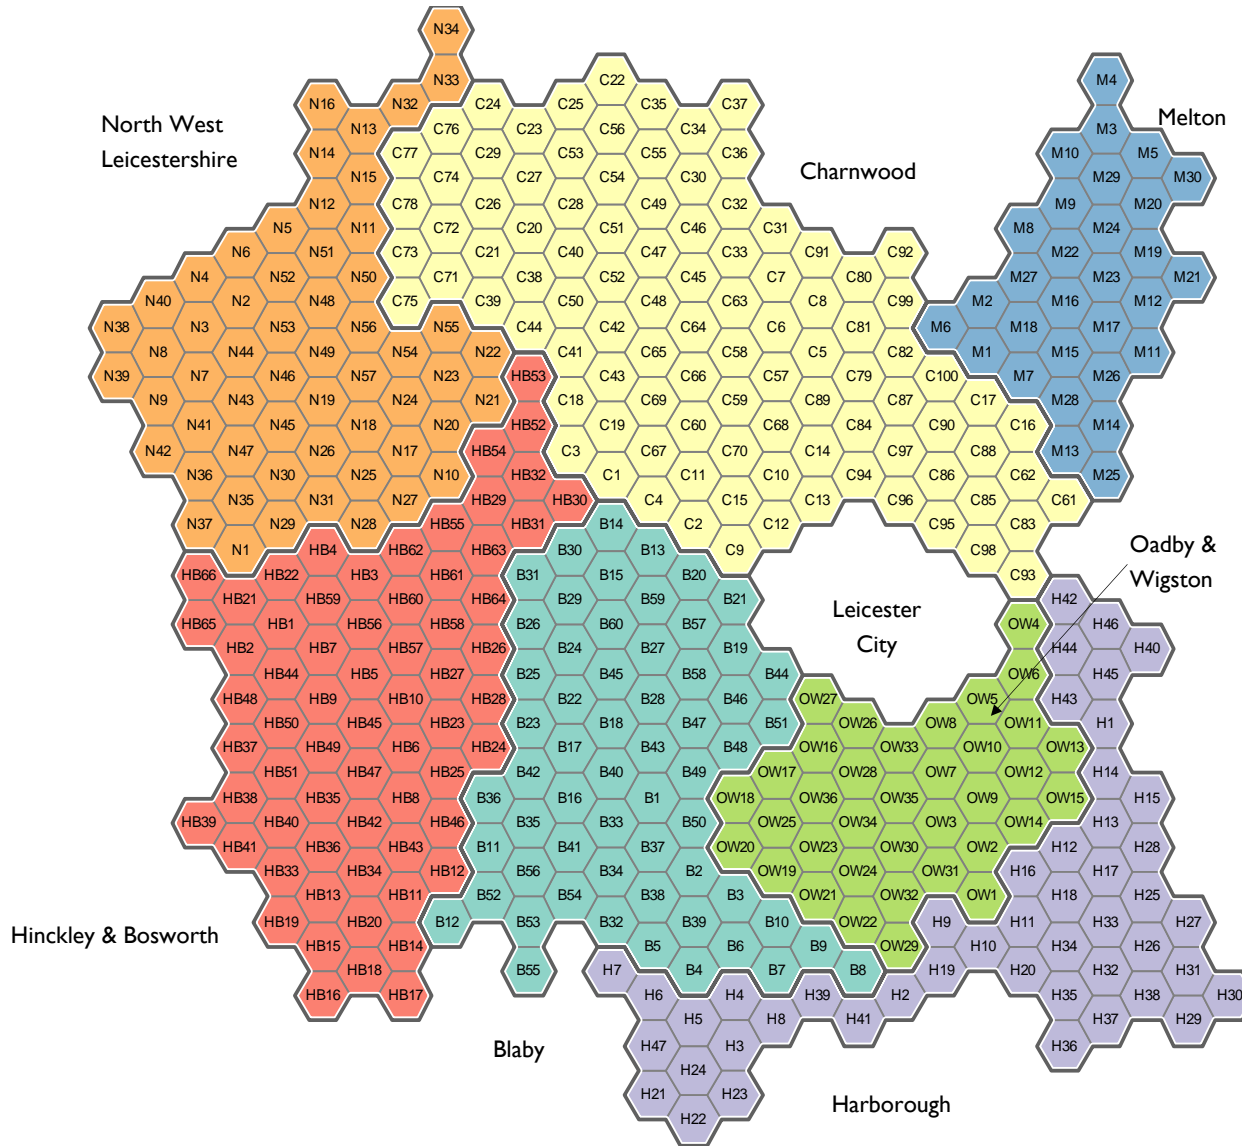 N34
N33
N16 N32 C24 C25 C22 C35 C37 M4
North West
Leicestershire
N13 C76 C23 C56 C34 M3 Melton
N14 C77 C29 C53 C55 C36 M10 M5
N15 C74 C27 C54 C30 Charnwood M29 M30
N12 C78 C26 C28 C49 C32 M9 M20
N5 N11 C72 C20 C51 C46 C31 M8 M24
N6 N51 C73 C21 C40 C47 C33 C91 C92 M22 M19
N4 N52 N50 C71 C38 C52 C45 C7 C80 M27 M23 M21
N40 N2 N48 C75 C39 C50 C48 C63 C8 C99 M2 M16 M12
N38 N3 N53 N56 N55 C44 C42 C64 C6 C81 M6 M18 M17
N8 N44 N49 N54 N22 C41 C65 C58 C5 C82 M1 M15 M11
N39 N7 N46 N57 N23 HB53 C43 C66 C57 C79 C100 M7 M26
N9 N43 N19 N24 N21 C18 C69 C59 C89 C87 C17 M28
N41 N45 N18 N20 HB52 C19 C60 C68 C84 C90 C16 M14
N42 N47 N26 N17 HB54 C3 C67 C70 C14 C97 C88 M13
N36 N30 N25 N10 HB32 C1 C11 C10 C94 C86 C62 M25
N35 N31 N27 HB29 HB30 C4 C15 C13 C96 C85 C61
N37 N29 N28 HB55 HB31 B14 C2 C12 C95 C83
N1 HB4 HB62 HB63 B30 B13 C9 C98 Oadby &
Wigston
HB66 HB22 HB3 HB61 B31 B15 B20 C93
HB21 HB59 HB60 HB64 B29 B59 B21 Leicester
City
H42
HB65 HB1 HB56 HB58 B26 B60 B57 OW4 H46
HB2 HB7 HB57 HB26 B24 B27 B19 H44 H40
HB44 HB5 HB27 B25 B45 B58 B44 OW6 H45
HB48 HB9 HB10 HB28 B22 B28 B46 OW27 OW5 H43
HB50 HB45 HB23 B23 B18 B47 B51 OW26 OW8 OW11 H1
HB37 HB49 HB6 HB24 B17 B43 B48 OW16 OW33 OW10 OW13
HB51 HB47 HB25 B42 B40 B49 OW17 OW28 OW7 OW12 H14
HB38 HB35 HB8 B36 B16 B1 OW18 OW36 OW35 OW9 OW15 H15
HB39 HB40 HB42 HB46 B35 B33 B50 OW25 OW34 OW3 OW14 H13
HB41 HB36 HB43 B11 B41 B37 OW20 OW23 OW30 OW2 H12 H28
HB33 HB34 HB12 B56 B34 B2 OW19 OW24 OW31 H16 H17
HB13 HB11 B52 B54 B38 B3 OW21 OW32 OW1 H18 H25
Hinckley & Bosworth HB19 HB20 B12 B53 B32 B39 B10 OW22 H9 H11 H33 H27
HB15 HB14 B5 B6 B9 OW29 H10 H34 H26
HB18 B55 H7 B4 B7 B8 H19 H20 H32 H31
HB16 HB17 H6 H4 H39 H2 H35 H38 H30
H5 H8 H41 H37 H29
Blaby H47 H3 H36
H24
H21 H23 Harborough
H22